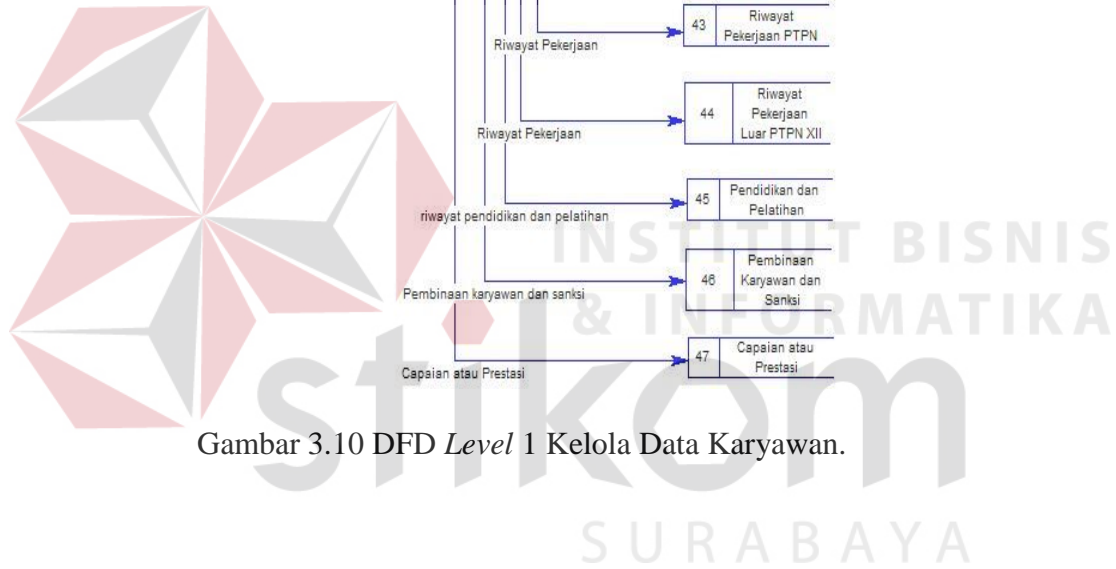 43
Riwayat
Pekerjaan PTPN
Riwayat Pekerjaan
44
Riwayat
Pekerjaan
Luar PTPN XII
Riwayat Pekerjaan
45
Pendidikan dan
Pelatihan
riwayat pendidikan dan pelatihan
INSTITUT BISNIS
& INFORMATIKA
46
Pembinaan
Karyawan dan
Sanksi
Pembinaan karyawan dan sanksi
stikom
47
Capaian atau
Prestasi
Capaian atau Prestasi
Gambar 3.10 DFD Level 1 Kelola Data Karyawan.
SURABAYA